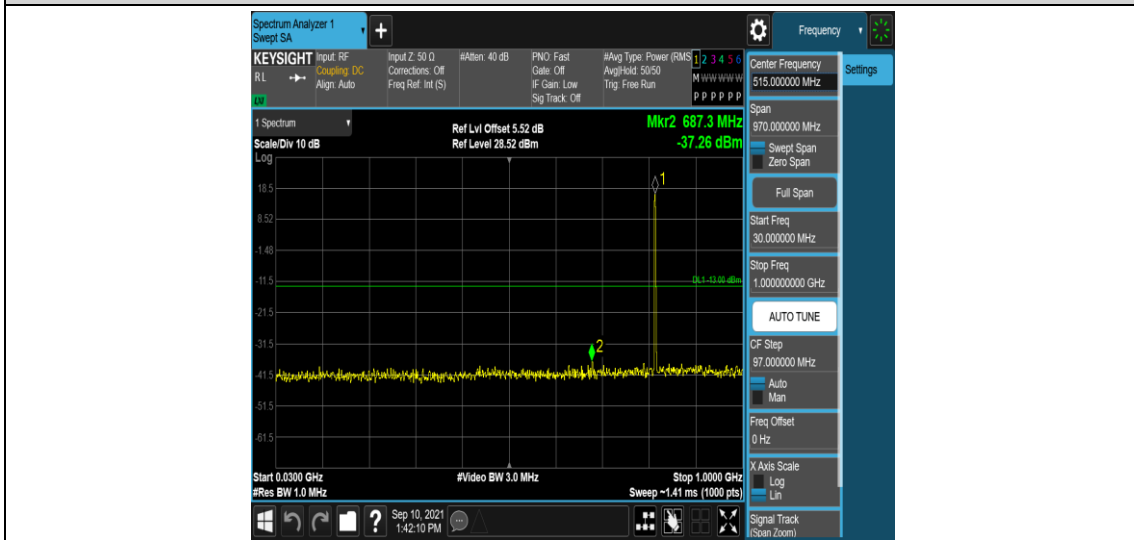 Spectrum Analyzer 1
Swept SA
Frequency
KEYSIGHT
RL
Input: RF
Coupling: DC
Align: Auto
Input Z: 50 Ω
Corrections: Off
Freq Ref: Int (S)
#Atten: 40 dB
PNO: Fast
Gate: Off
IF Gain: Low
Sig Track: Off
#Avg Type: Power (RMS
Avg|Hold: 50/50
Trig: Free Run
1 2 3 4 5 6
M W W W W W
P P P P P P
Center Frequency
515.000000 MHz
Settings
1 Spectrum
Scale/Div 10 dB
Ref Lvl Offset 5.52 dB
Ref Level 28.52 dBm
Mkr2 687.3 MHz
-37.26 dBm
Log
18.5
8.52
-1.48
-11.5
-21.5
-31.5
-41.5
-51.5
-61.5
1
DL1 -13.00 dBm
2
Span
970.000000 MHz
Swept Span
Zero Span
Full Span
Start Freq
30.000000 MHz
Stop Freq
1.000000000 GHz
AUTO TUNE
CF Step
97.000000 MHz
Auto
Man
Freq Offset
0 Hz
X Axis Scale
Log
Lin
Signal Track
(Span Zoom)
Start 0.0300 GHz
#Res BW 1.0 MHz
#Video BW 3.0 MHz
Stop 1.0000 GHz
Sweep ~1.41 ms (1000 pts)
?
Sep 10, 2021
1:42:10 PM